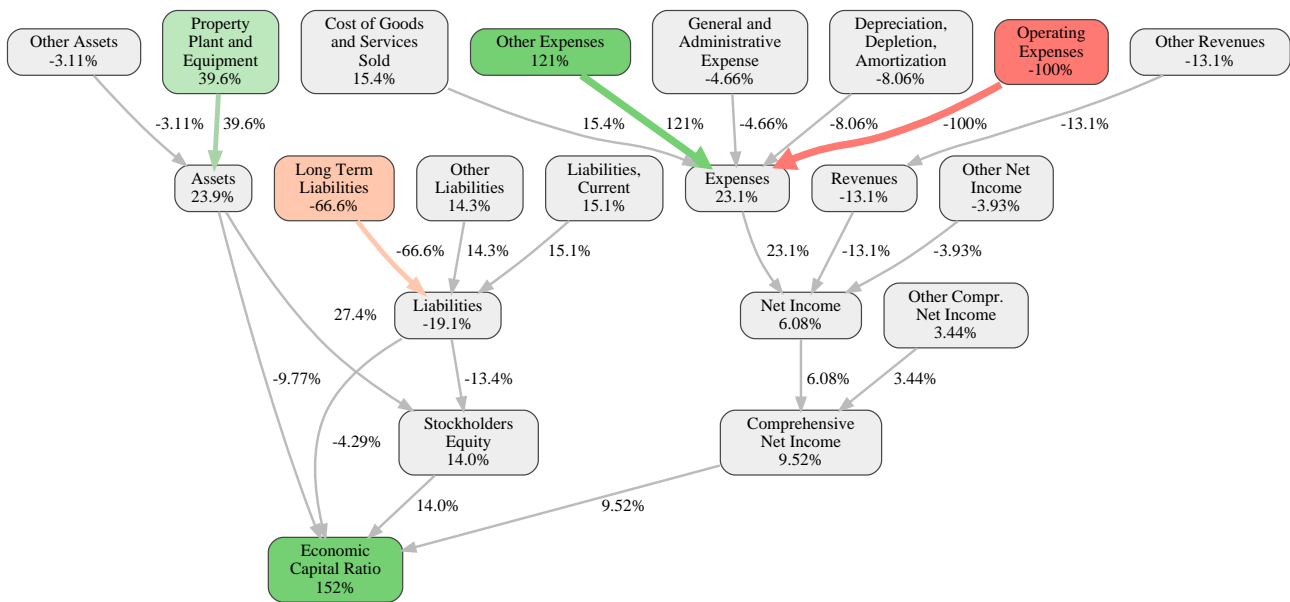 Other Assets
-3.11%
Property
Plant and
Equipment
39.6%
Cost of Goods
and Services
Sold
15.4%
Other Expenses
121%
General and
Administrative
Expense
-4.66%
Depreciation,
Depletion,
Amortization
-8.06%
Operating
Expenses
-100%
Other Revenues
-13.1%
-3.11%
39.6%
15.4%
121%
-4.66%
-8.06%
-100%
-13.1%
Assets
23.9%
Long Term
Liabilities
-66.6%
Other
Liabilities
14.3%
Liabilities,
Current
15.1%
Expenses
23.1%
Revenues
-13.1%
Other Net
Income
-3.93%
-66.6%
14.3%
15.1%
23.1%
-13.1%
-3.93%
27.4%
Liabilities
-19.1%
Net Income
6.08%
Other Compr.
Net Income
3.44%
-9.77%
-13.4%
6.08%
3.44%
-4.29%
Stockholders
Equity
14.0%
Comprehensive
Net Income
9.52%
14.0%
9.52%
Economic
Capital Ratio
152%